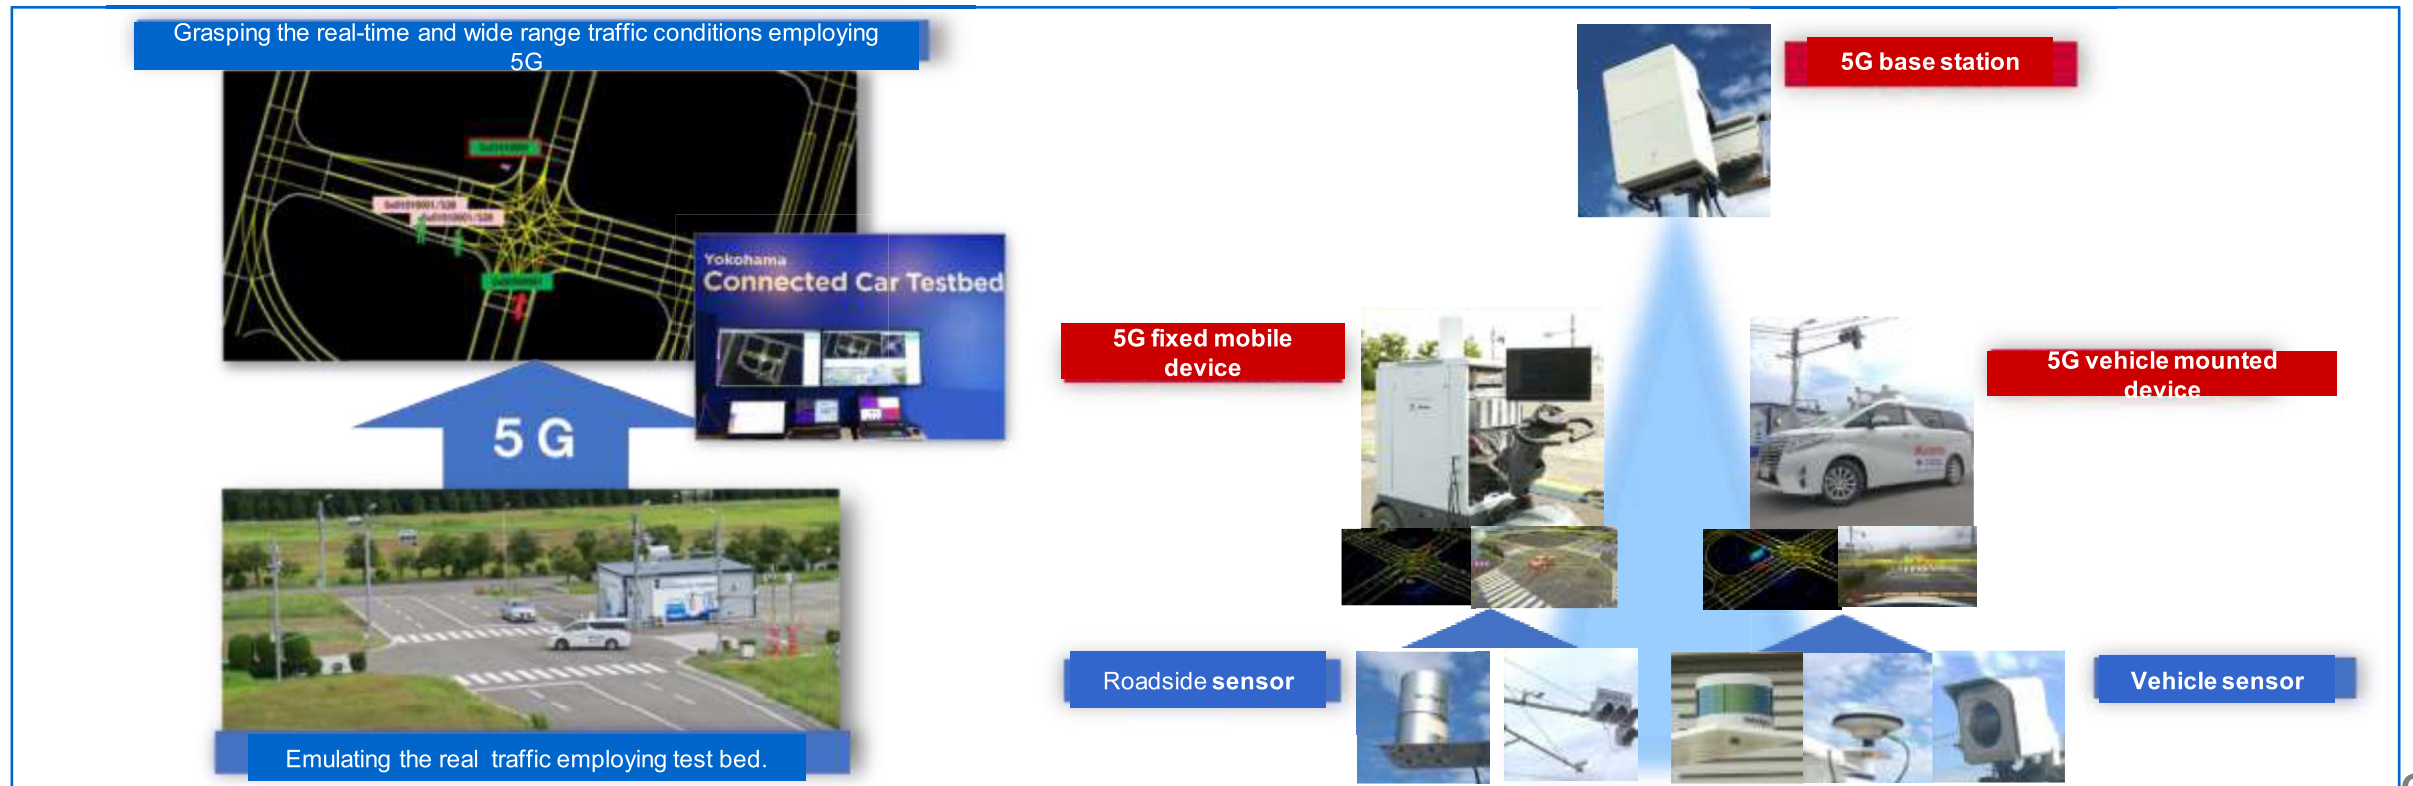 Grasping the real-time and wide range traffic conditions employing
5G
Yokohama
Connected Car Testbed
5 G
Emulating the real traffic employing test bed.
5G base station
5G fixed mobile
device
5G vehicle mounted
device
Roadside sensor
Vehicle sensor